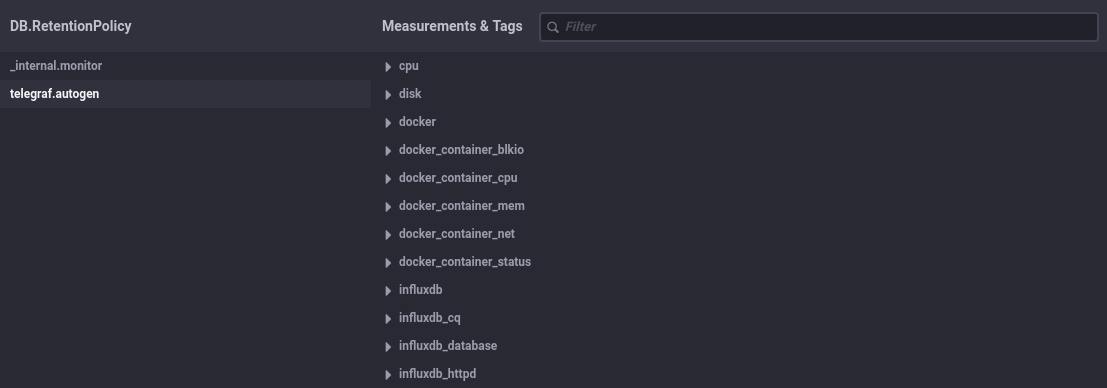 DB.RetentionPolicy
_internal.monitor
telegraf.autogen
Measurements & Tags
Filter
cpu
disk
docker
docker_container_blkio
docker_container_cpu
docker_container_mem
docker_container_net
docker_container_status
influxdb
influxdb_cq
influxdb_database
influxdb_httpd